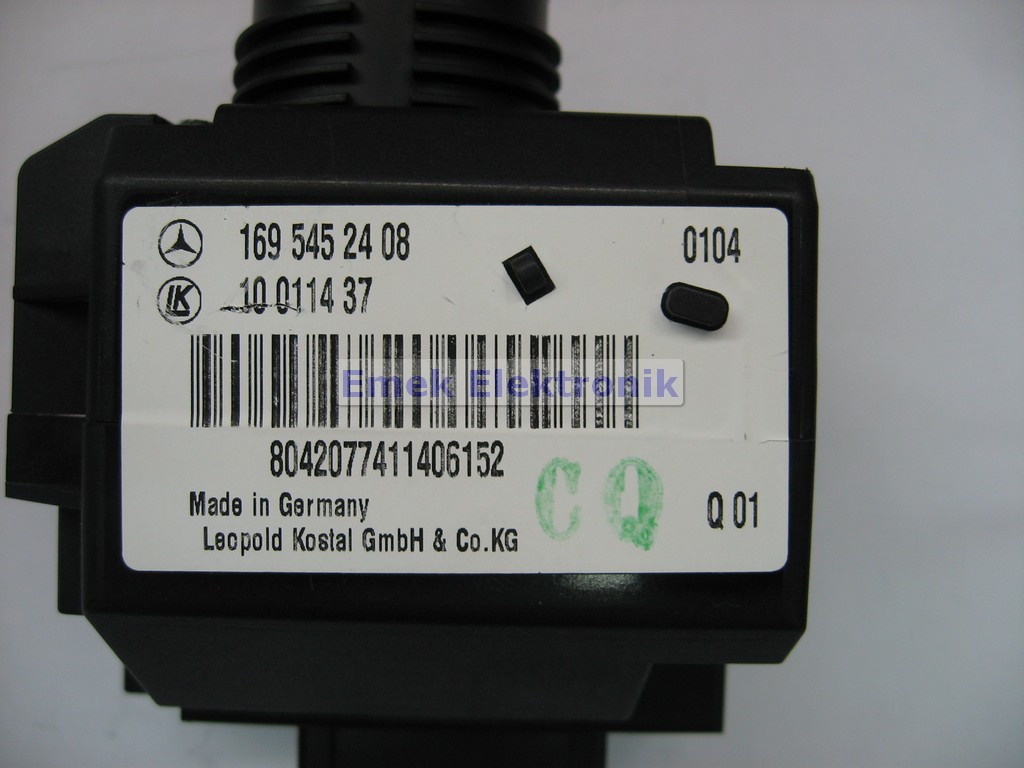 169 545 24 08
0104
LK
10 0114 37
Emek Elektronik
8042077411406152
CQ
Made in Germany
Q 01
Leopold Kostal GmbH & Co.KG